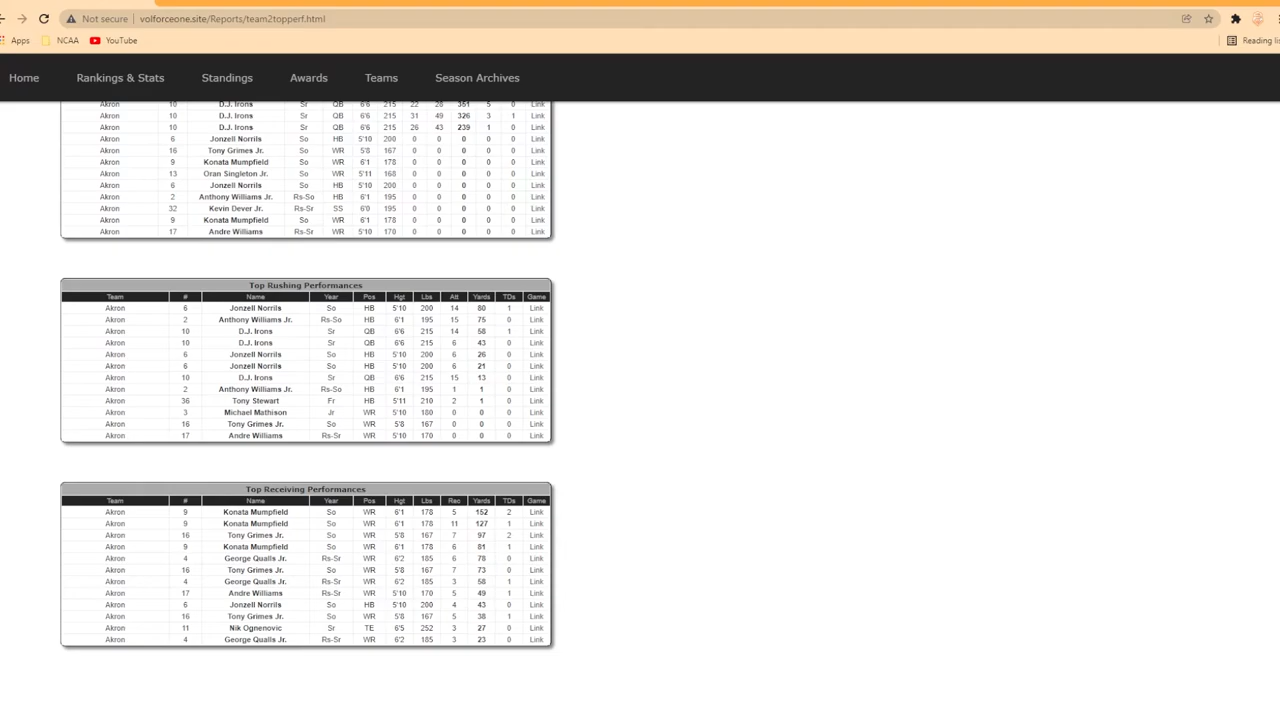 Not secure | volforceone.site/Reports/team2topperf.html
Apps NCAA YouTube Reading
Home Rankings & Stats Standings Awards Teams Season Archives
Akron 10 D.J. Irons Sr QB 6'6 215 22 28 351 5 0 Link
Akron 10 D.J. Irons Sr QB 6'6 215 31 49 326 3 1 Link
Akron 10 D.J. Irons Sr QB 6'6 215 26 43 239 1 0 Link
Akron 6 Jonzell Norrils So HB 5'10 200 0 0 0 0 0 Link
Akron 16 Tony Grimes Jr. So WR 5'8 167 0 0 0 0 0 Link
Akron 9 Konata Mumpfield So WR 6'1 178 0 0 0 0 0 Link
Akron 13 Oran Singleton Jr. So WR 5'11 168 0 0 0 0 0 Link
Akron 6 Jonzell Norrils So HB 5'10 200 0 0 0 0 0 Link
Akron 2 Anthony Williams Jr. Rs-So HB 6'1 195 0 0 0 0 0 Link
Akron 32 Kevin Dever Jr. Rs-Sr SS 6'0 195 0 0 0 0 0 Link
Akron 9 Konata Mumpfield So WR 6'1 178 0 0 0 0 0 Link
Akron 17 Andre Williams Rs-Sr WR 5'10 170 0 0 0 0 0 Link
Top Rushing Performances
Team # Name Year Pos Hgt Lbs Att Yards TDs Game
Akron 6 Jonzell Norrils So HB 5'10 200 14 80 1 Link
Akron 2 Anthony Williams Jr. Rs-So HB 6'1 195 15 75 0 Link
Akron 10 D.J. Irons Sr QB 6'6 215 14 58 1 Link
Akron 10 D.J. Irons Sr QB 6'6 215 6 43 0 Link
Akron 6 Jonzell Norrils So HB 5'10 200 6 26 0 Link
Akron 6 Jonzell Norrils So HB 5'10 200 6 21 0 Link
Akron 10 D.J. Irons Sr QB 6'6 215 15 13 0 Link
Akron 2 Anthony Williams Jr. Rs-So HB 6'1 195 1 1 0 Link
Akron 36 Tony Stewart Fr HB 5'11 210 2 1 0 Link
Akron 3 Michael Mathison Jr WR 5'10 180 0 0 0 Link
Akron 16 Tony Grimes Jr. So WR 5'8 167 0 0 0 Link
Akron 17 Andre Williams Rs-Sr WR 5'10 170 0 0 0 Link
Top Receiving Performances
Team # Name Year Pos Hgt Lbs Rec Yards TDs Game
Akron 9 Konata Mumpfield So WR 6'1 178 5 152 2 Link
Akron 9 Konata Mumpfield So WR 6'1 178 11 127 1 Link
Akron 16 Tony Grimes Jr. So WR 5'8 167 7 97 2 Link
Akron 9 Konata Mumpfield So WR 6'1 178 6 81 1 Link
Akron 4 George Qualls Jr. Rs-Sr WR 6'2 185 6 78 0 Link
Akron 16 Tony Grimes Jr. So WR 5'8 167 7 73 0 Link
Akron 4 George Qualls Jr. Rs-Sr WR 6'2 185 3 58 1 Link
Akron 17 Andre Williams Rs-Sr WR 5'10 170 5 49 1 Link
Akron 6 Jonzell Norrils So HB 5'10 200 4 43 0 Link
Akron 16 Tony Grimes Jr. So WR 5'8 167 5 38 1 Link
Akron 11 Nik Ognenovic Sr TE 6'5 252 3 27 0 Link
Akron 4 George Qualls Jr. Rs-Sr WR 6'2 185 3 23 0 Link